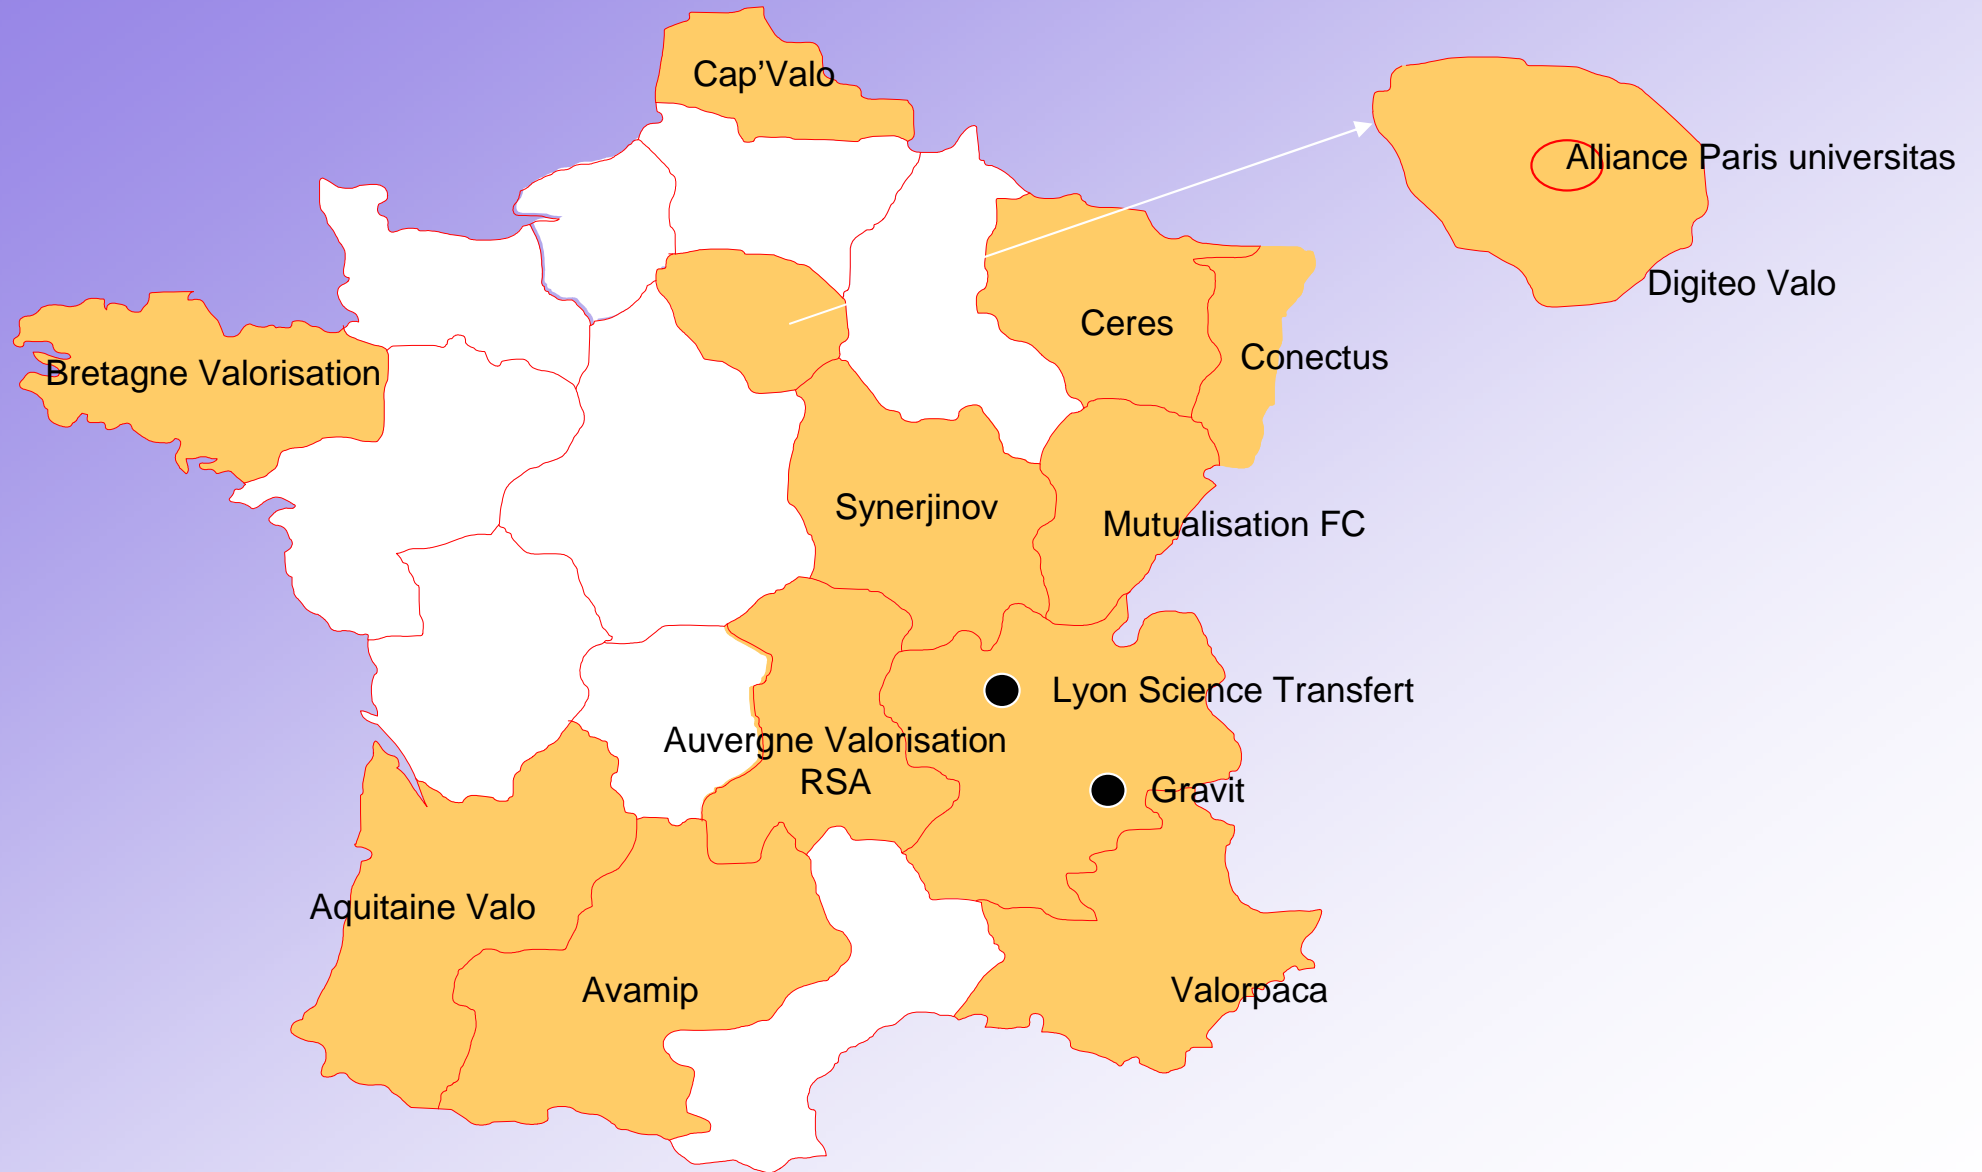 Cap’Valo
Alliance Paris universitas
Digiteo Valo
Ceres
Conectus
Bretagne Valorisation
Synerjinov
Mutualisation FC
Lyon Science Transfert
Auvergne Valorisation
RSA
Gravit
Aquitaine Valo
Avamip
Valorpaca